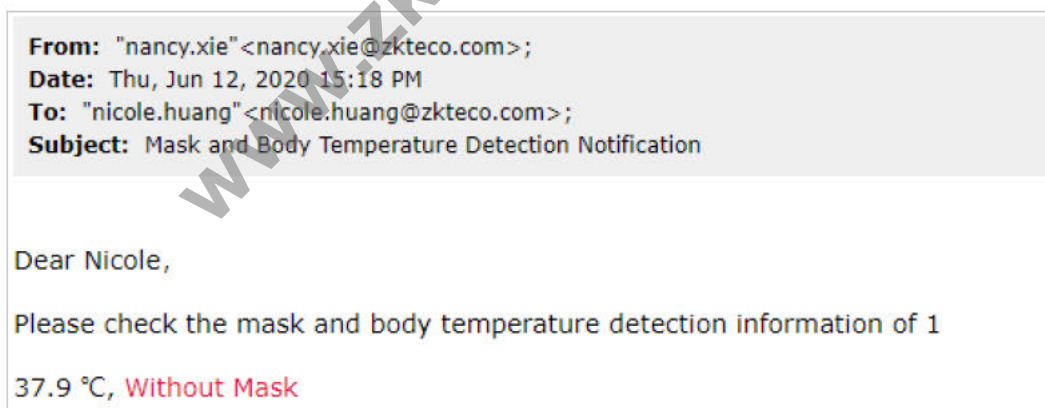 From: "nancy.xie"<nancy.xie@zkteco.com>;
Date: Thu, Jun 12, 2020 15:18 PM
To: "nicole.huang"<nicole.huang@zkteco.com>;
Subject: Mask and Body Temperature Detection Notification
Dear Nicole,
Please check the mask and body temperature detection information of 1
37.9 ℃, Without Mask
www.zk